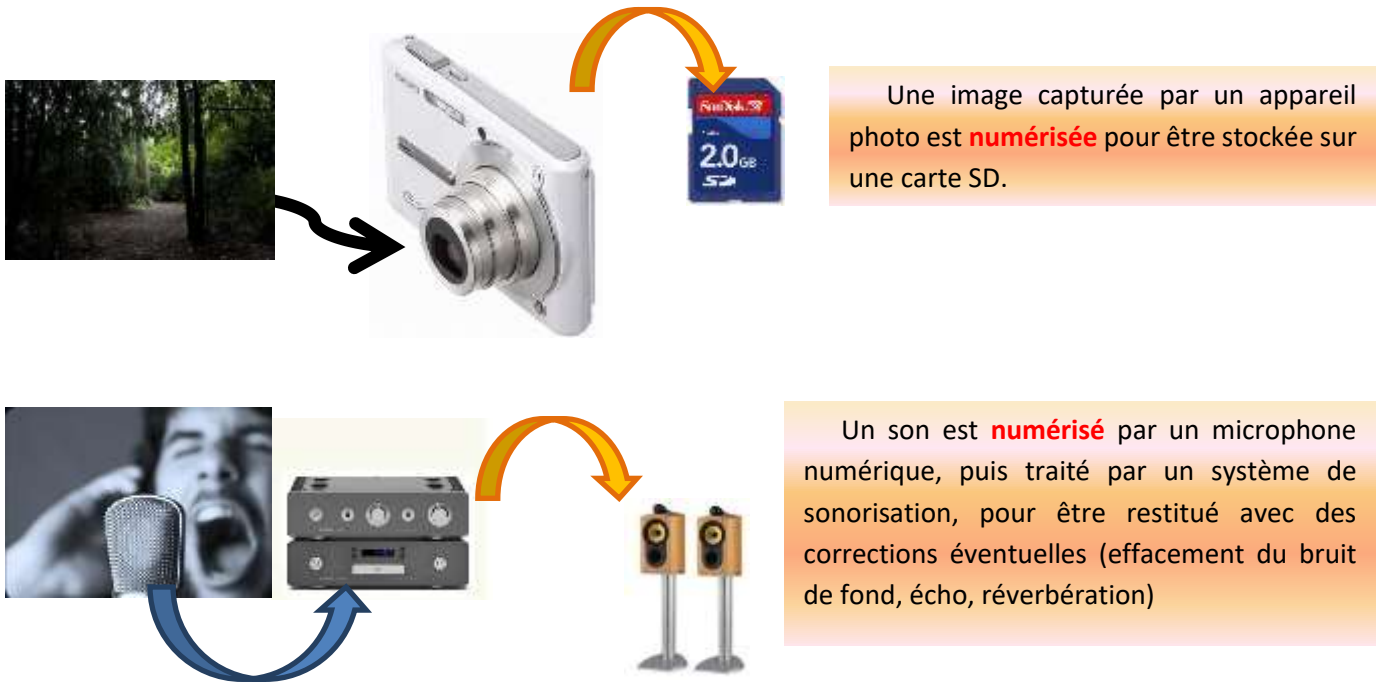 Une image capturée par un appareil
photo est numérisée pour être stockée sur
une carte SD.
SanDisk
2.0GB
Un son est numérisé par un microphone
numérique, puis traité par un système de
sonorisation, pour être restitué avec des
corrections éventuelles (effacement du bruit
de fond, écho, réverbération)